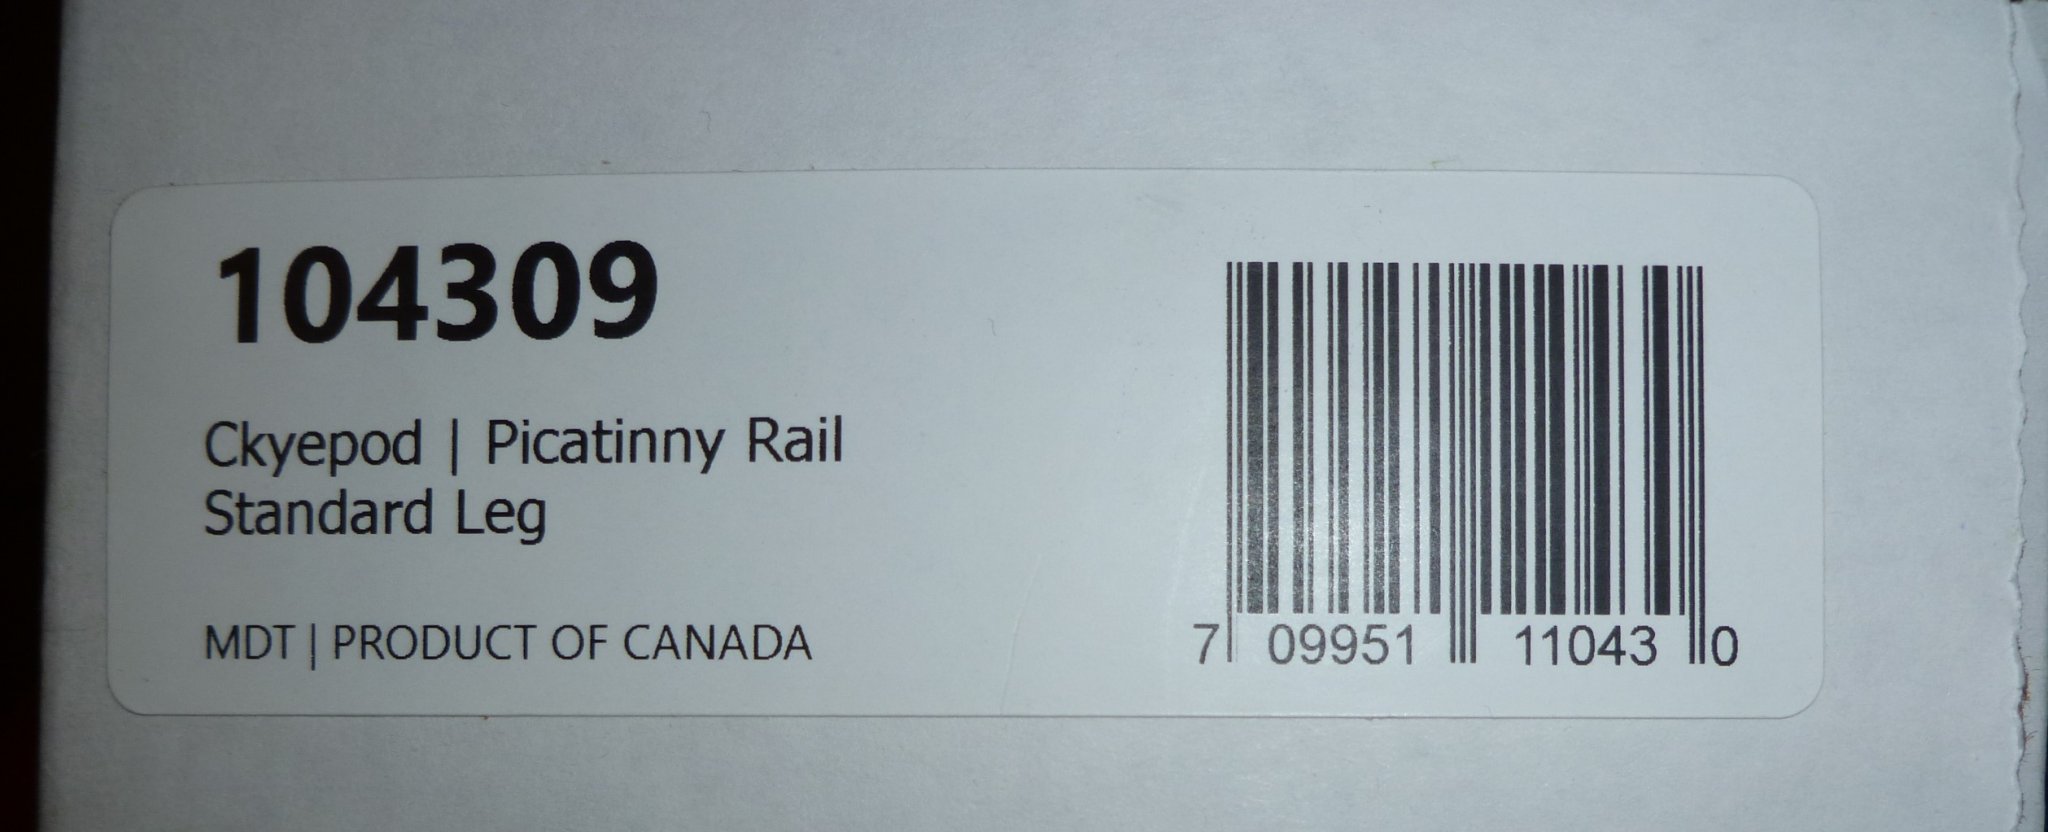 104309
Ckyepod | Picatinny Rail
Standard Leg
MDT | PRODUCT OF CANADA
7 09951 11043 0